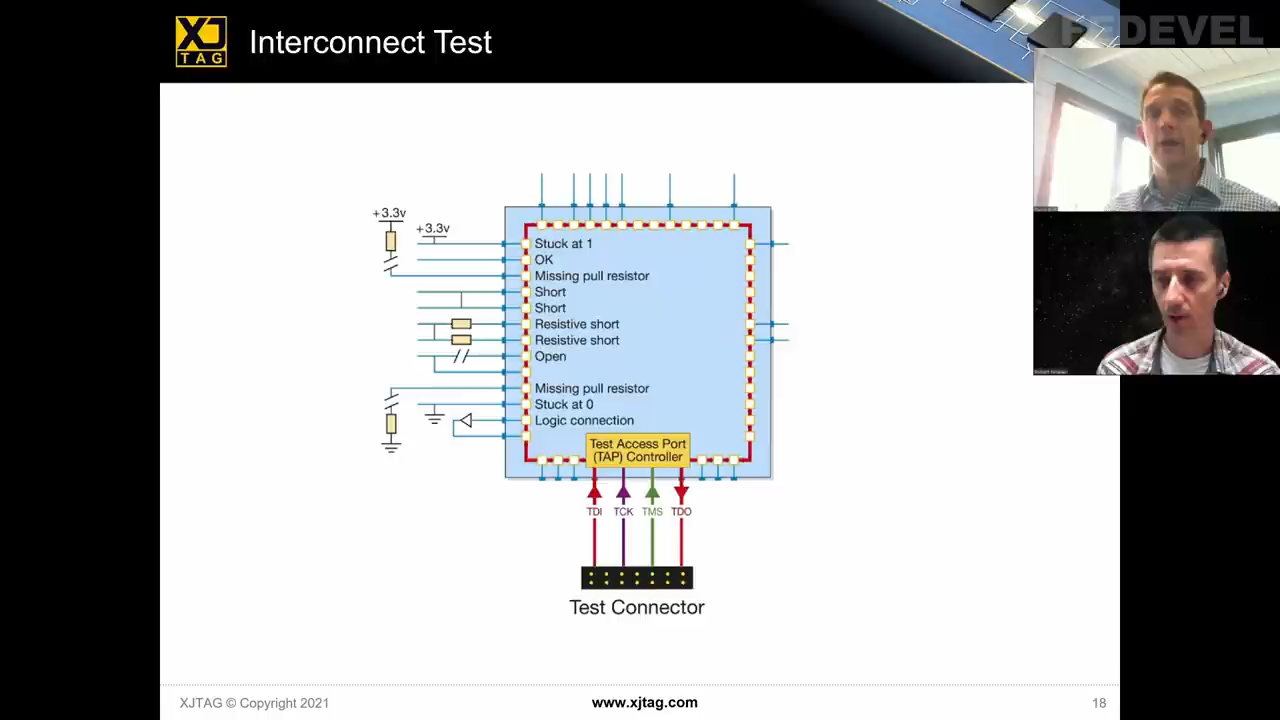 XJ
TAG
Interconnect Test
FEDEVEL
+3.3v
+3.3v
Stuck at 1
OK
Missing pull resistor
Short
Short
Resistive short
Resistive short
Open
Missing pull resistor
Stuck at 0
Logic connection
Test Access Port
(TAP) Controller
TDI
TCK
TMS
TDO
Test Connector
XJTAG © Copyright 2021
www.xjtag.com
18